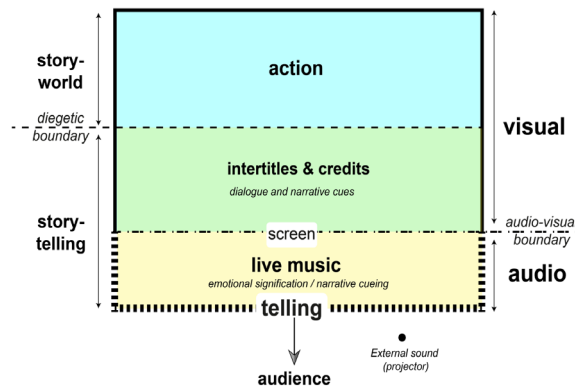 story-
world
action
diegetic
boundary
visual
intertitles & credits
dialogue and narrative cues
story-
telling
screen
audio-visua
boundary
live music
emotional signification / narrative cueing
audio
telling
External sound
(projector)
audience